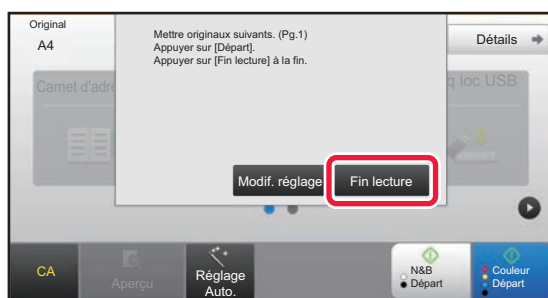 Original
A4
Mettre originaux suivants. (Pg.1)
Appuyer sur [Départ].
Appuyer sur [Fin lecture] à la fin.
Détails
Carnet d'adre
q loc USB
Modif. réglage
Fin lecture
CA
Aperçu
Réglage
Auto.
N&B
Départ
Couleur
Départ